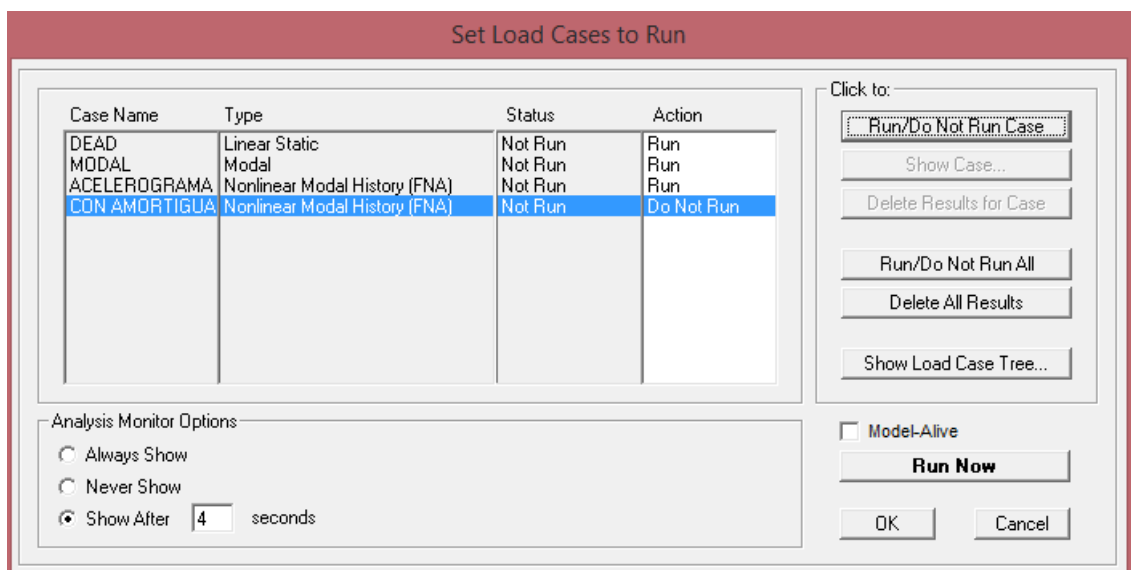 Set Load Cases to Run
Case Name Type Status Action
DEAD Linear Static Not Run Run
MODAL Modal Not Run Run
ACELEROGRAMA Nonlinear Modal History (FNA) Not Run Run
CON AMORTIGUA Nonlinear Modal History (FNA) Not Run Do Not Run
Click to:
Run/Do Not Run Case
Show Case...
Delete Results for Case
Run/Do Not Run All
Delete All Results
Show Load Case Tree...
Analysis Monitor Options
Always Show
Never Show
Show After 4 seconds
Model-Alive
Run Now
OK Cancel